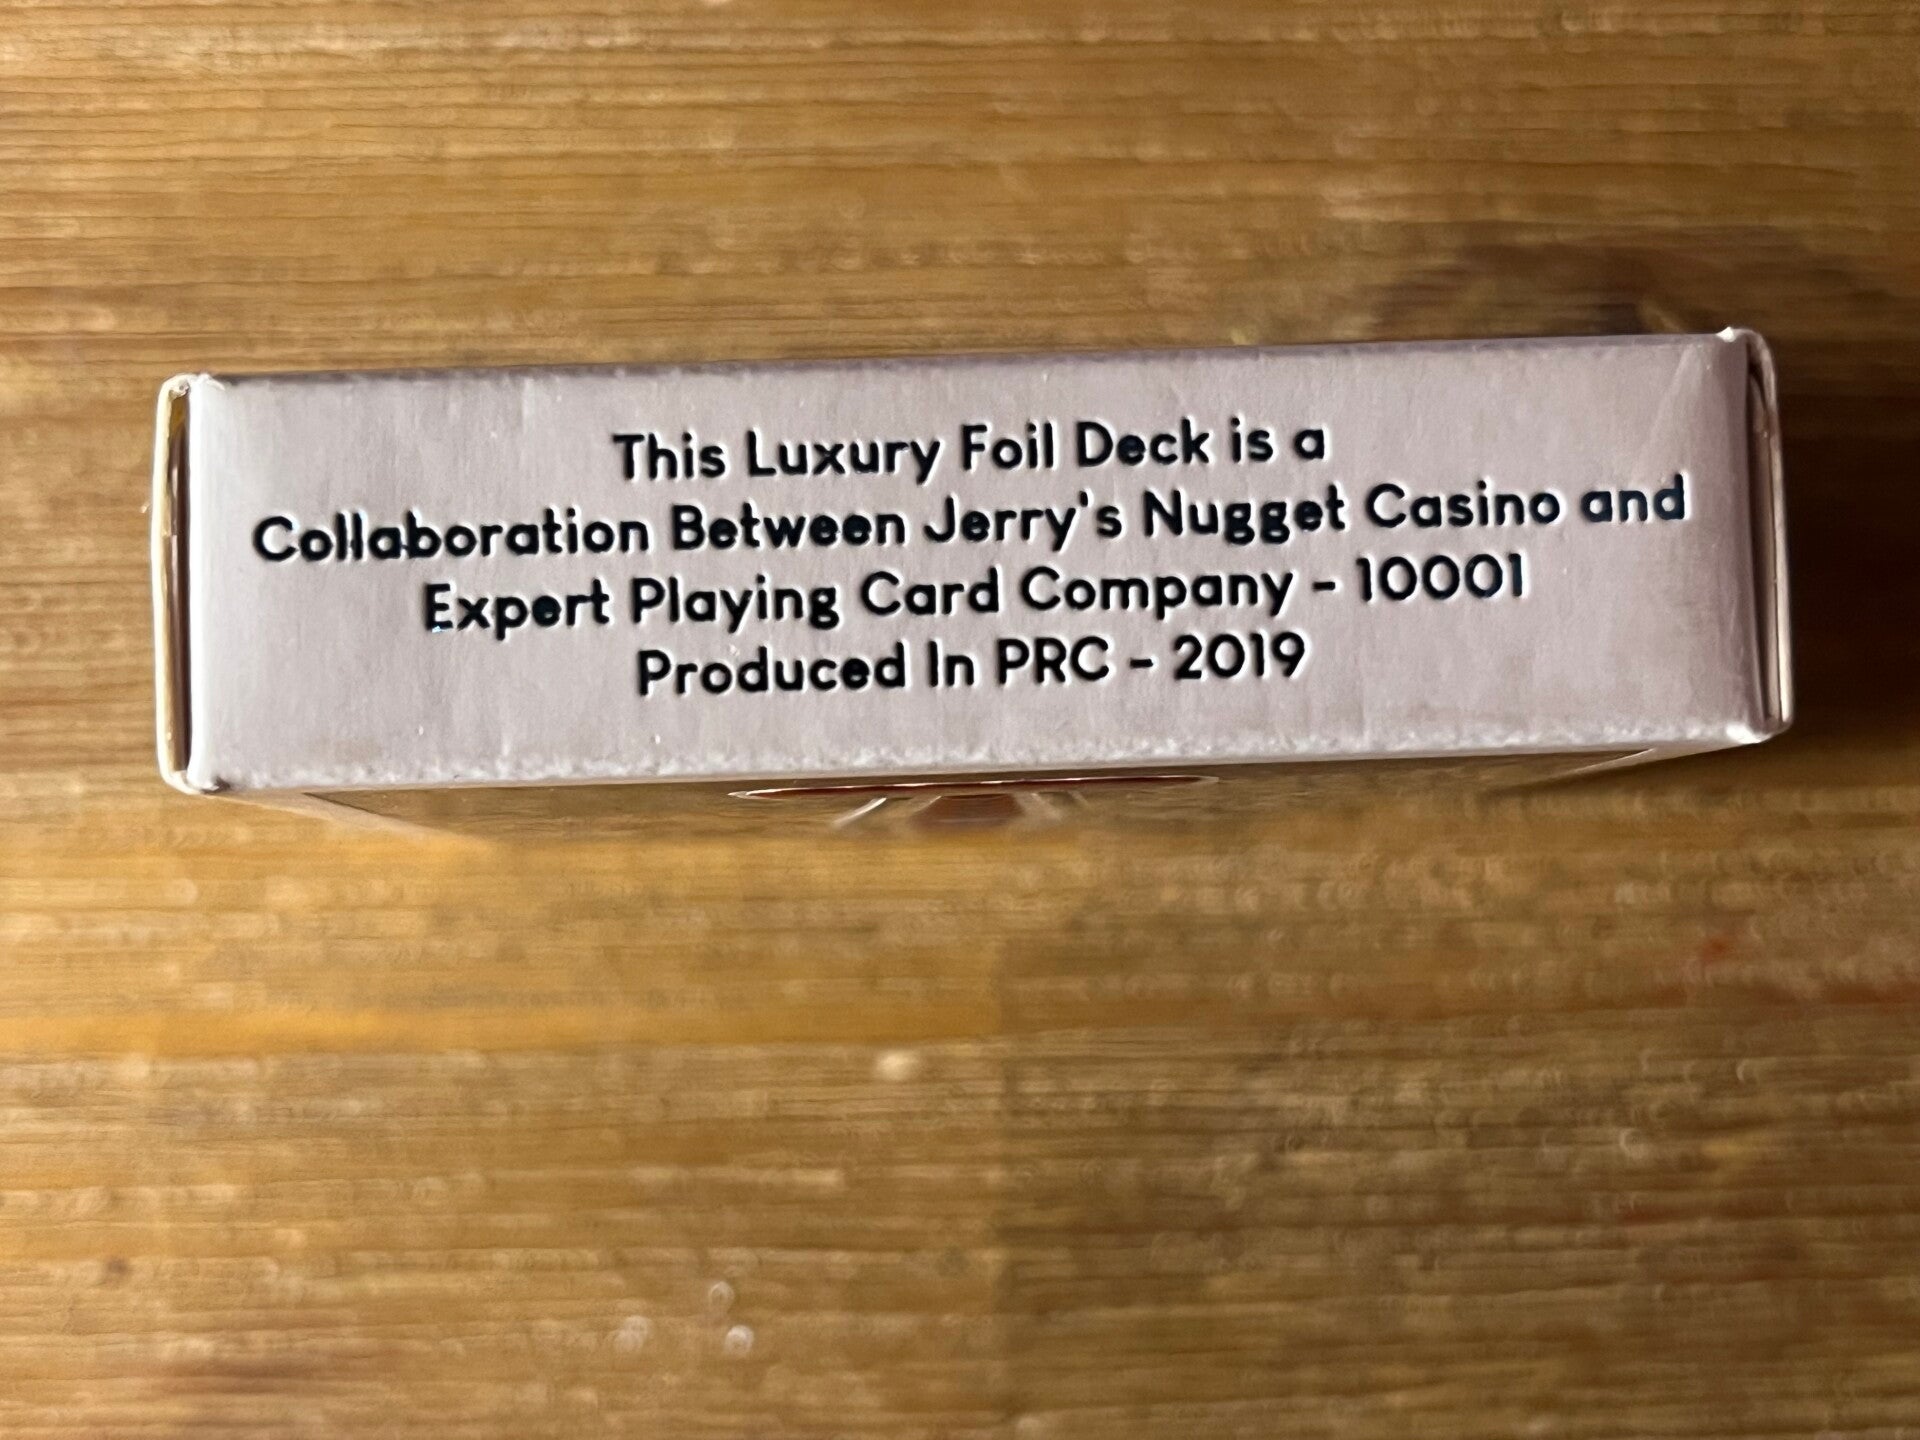 This Luxury Foil Deck is a
Collaboration Between Jerry's Nugget Casino and
Expert Playing Card Company - 10001
Produced In PRC - 2019